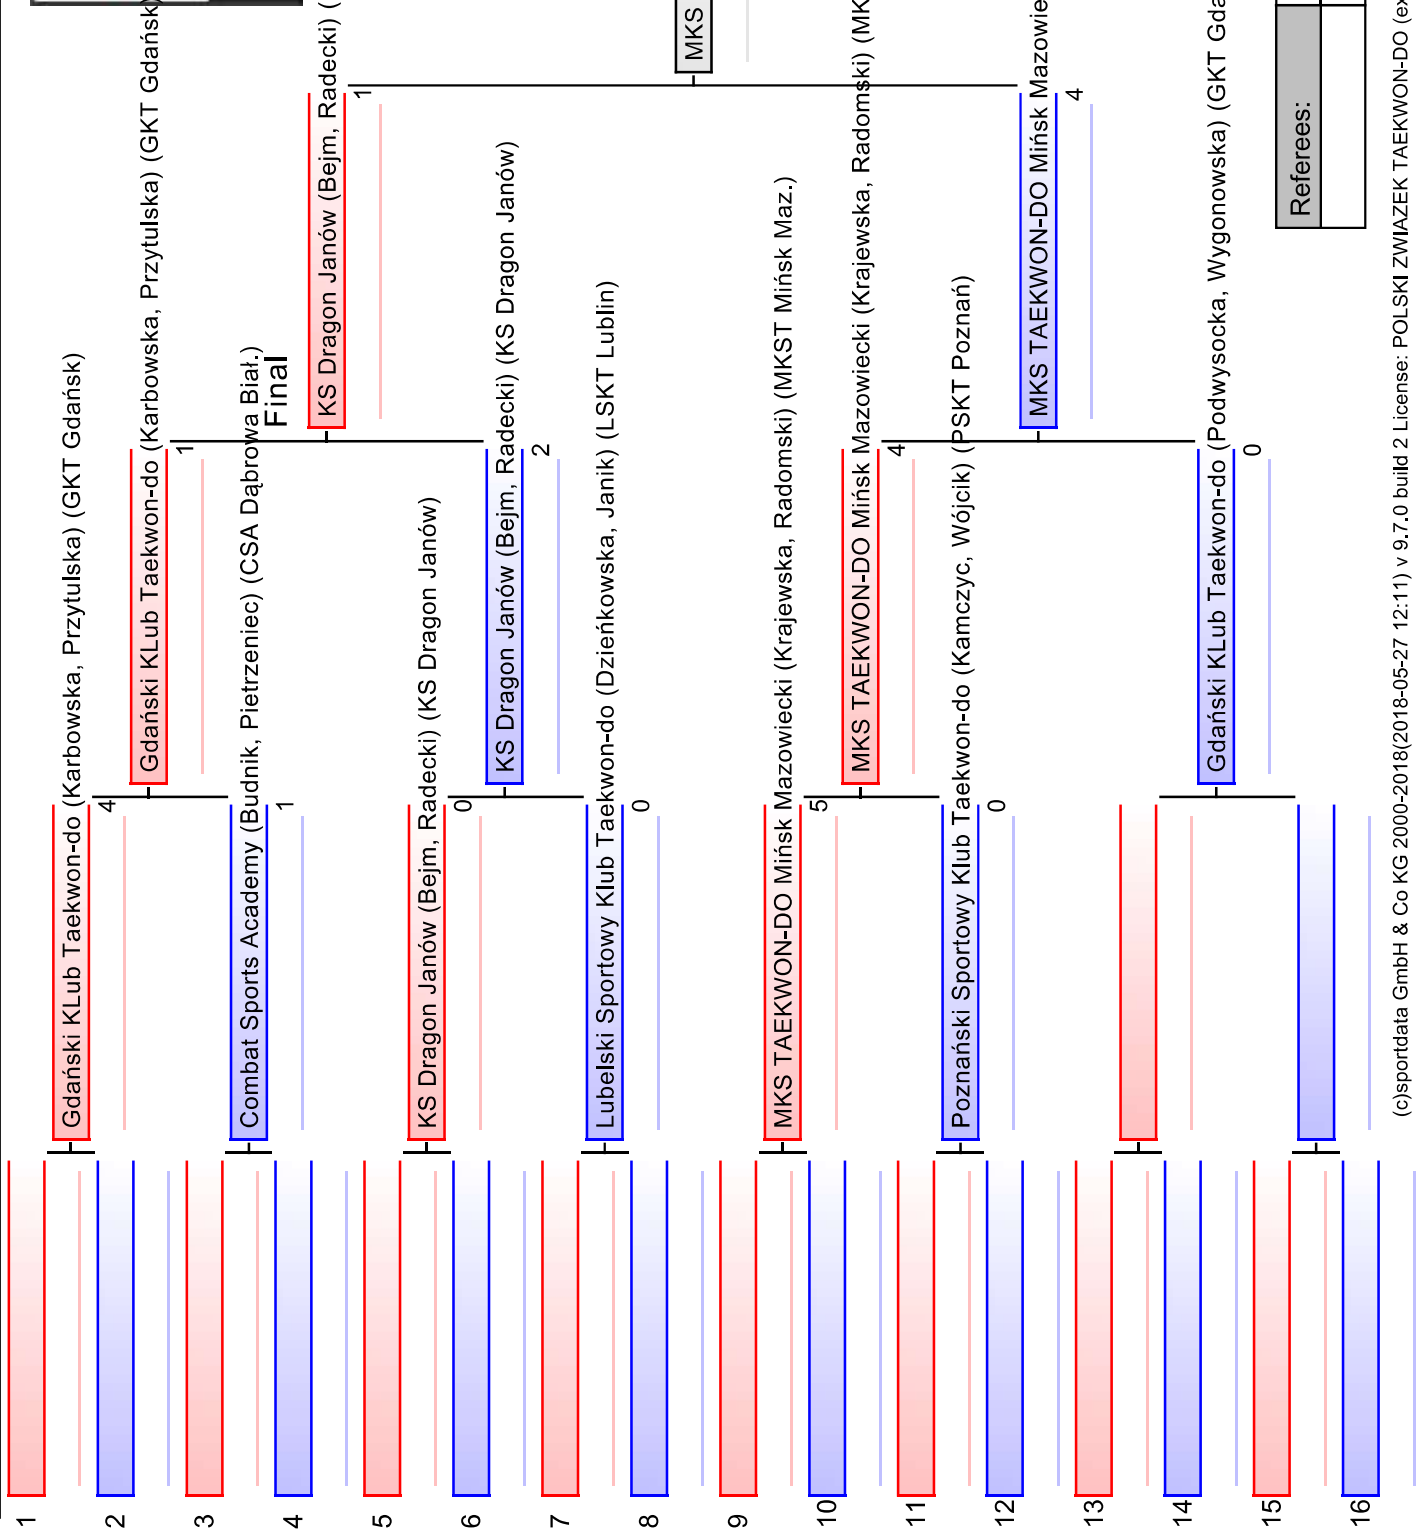 1
2
3
4
5
6
7
8
9
10
11
12
13
14
15
16
Gdański KLub Taekwon-do (Karbowska, Przytulska) (GKT Gdańsk)
4
Combat Sports Academy (Budnik, Pietrzeniec) (CSA Dąbrowa Biał.)
1
KS Dragon Janów (Bejm, Radecki) (KS Dragon Janów)
0
Lubelski Sportowy Klub Taekwon-do (Dzieńkowska, Janik) (LSKT Lublin)
0
MKS TAEKWON-DO Mińsk Mazowiecki (Krajewska, Radomski) (MKST Mińsk Maz.)
5
Poznański Sportowy Klub Taekwon-do (Kamczyc, Wójcik) (PSKT Poznań)
0
Gdański KLub Taekwon-do (Karbowska, Przytulska) (GKT Gdańsk)
1
KS Dragon Janów (Bejm, Radecki) (KS Dragon Janów)
2
MKS TAEKWON-DO Mińsk Mazowiecki (Krajewska, Radomski) (MK
4
Gdański KLub Taekwon-do (Podwysocka, Wygonowska) (GKT Gda
0
Final
KS Dragon Janów (Bejm, Radecki) (
1
MKS TAEKWON-DO Mińsk Mazowie
4
MKS
Referees:
(c)sportdata GmbH & Co KG 2000-2018(2018-05-27 12:11) v 9.7.0 build 2 License: POLSKI ZWIAZEK TAEKWON-DO (ex